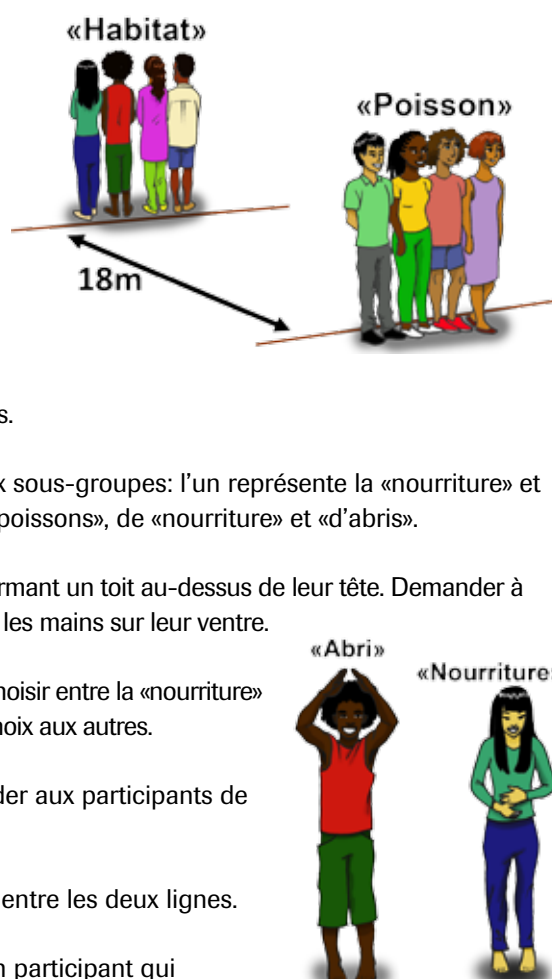 «Habitat»
«Poisson»
18m
s.
x sous-groupes: l'un représente la «nourriture» et
poissons», de «nourriture» et «d'abris».
rmant un toit au-dessus de leur tête. Demander à
les mains sur leur ventre.
«Abri»
«Nourriture»
hoisir entre la «nourriture»
hoix aux autres.
der aux participants de
entre les deux lignes.
n participant qui